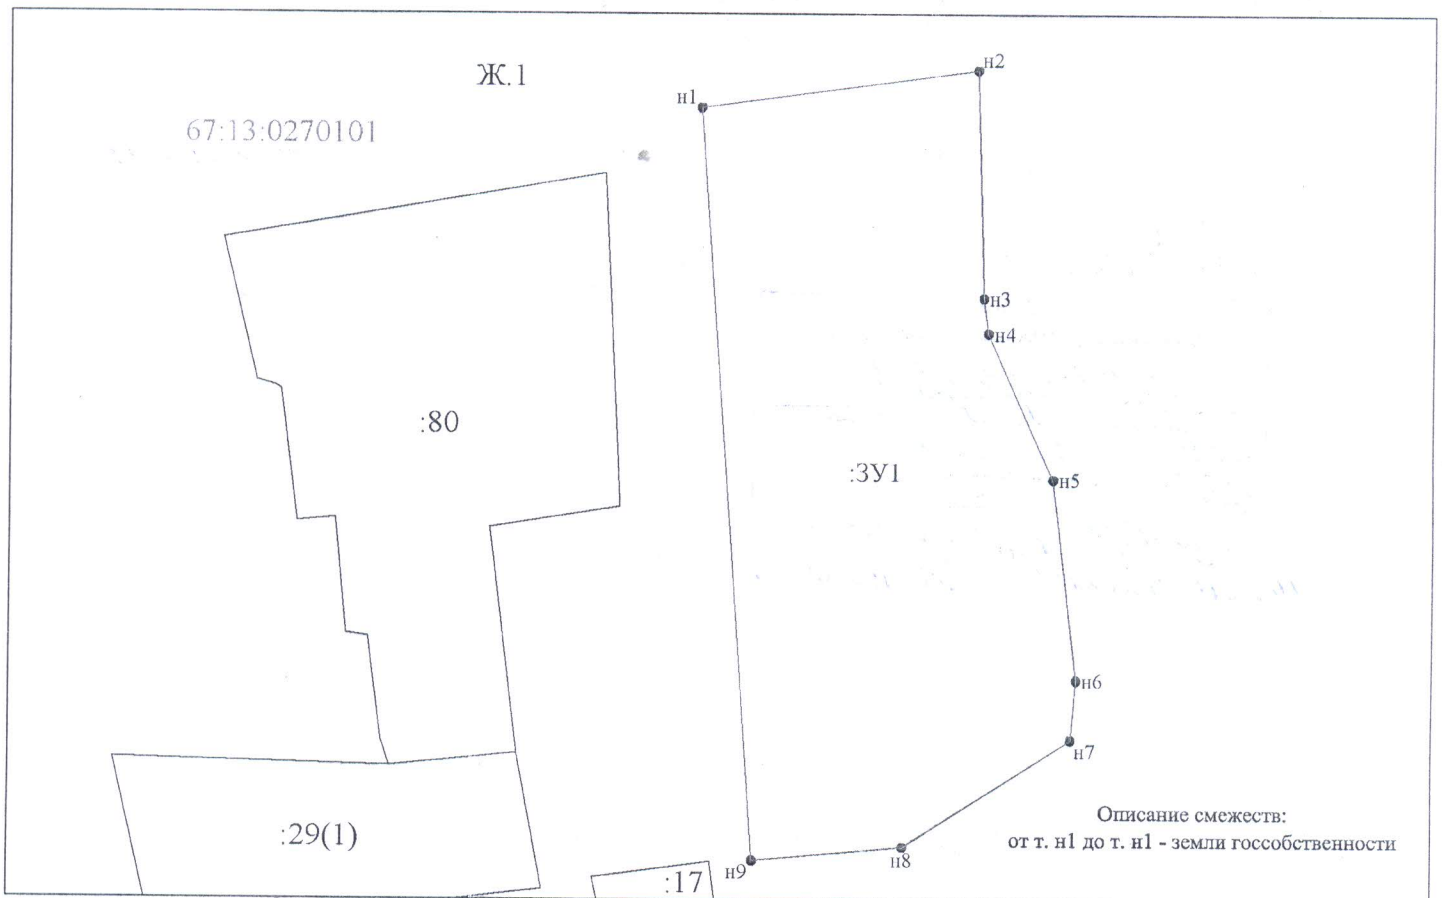 Ж.1
67:13:0270101
н1
н2
н3
н4
:80
:ЗУ1
н5
н6
н7
Описание смежеств:
от т. н1 до т. н1 - земли госсобственности
:29(1)
н8
н9
:17